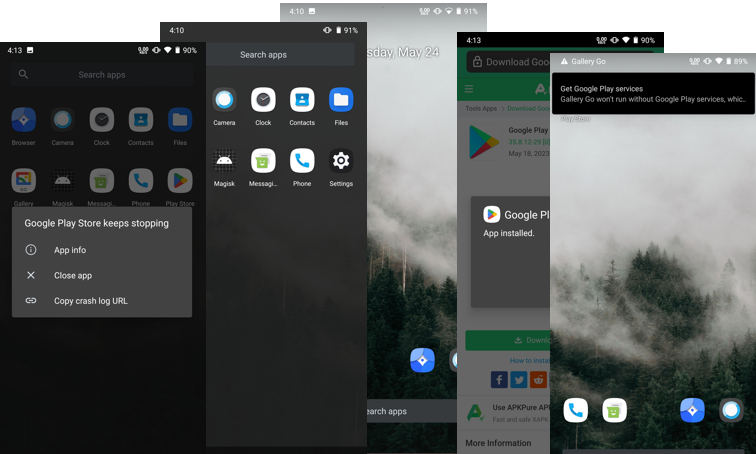 4:13
90%
Search apps
Browser
Camera
Clock
Contacts
Files
Gallery
Magisk
Messagi...
Phone
Play Store
Google Play Store keeps stopping
App info
Close app
Copy crash log URL
4:10
91%
Search apps
Camera
Clock
Contacts
Files
Magisk
Messagi...
Phone
Settings
4:10
91%
sday, May 24
earch apps
4:13
90%
Download Goo
Tools Apps > Download Goo
Google Play
35.8.12-29 [0]
May 18, 2023
Google Pl
App installed.
Downlo
How to instal
Use APKPure AP
Fast and safe XAPK
More Information
Gallery Go
89%
Get Google Play services
Gallery Go won't run without Google Play services, whic..